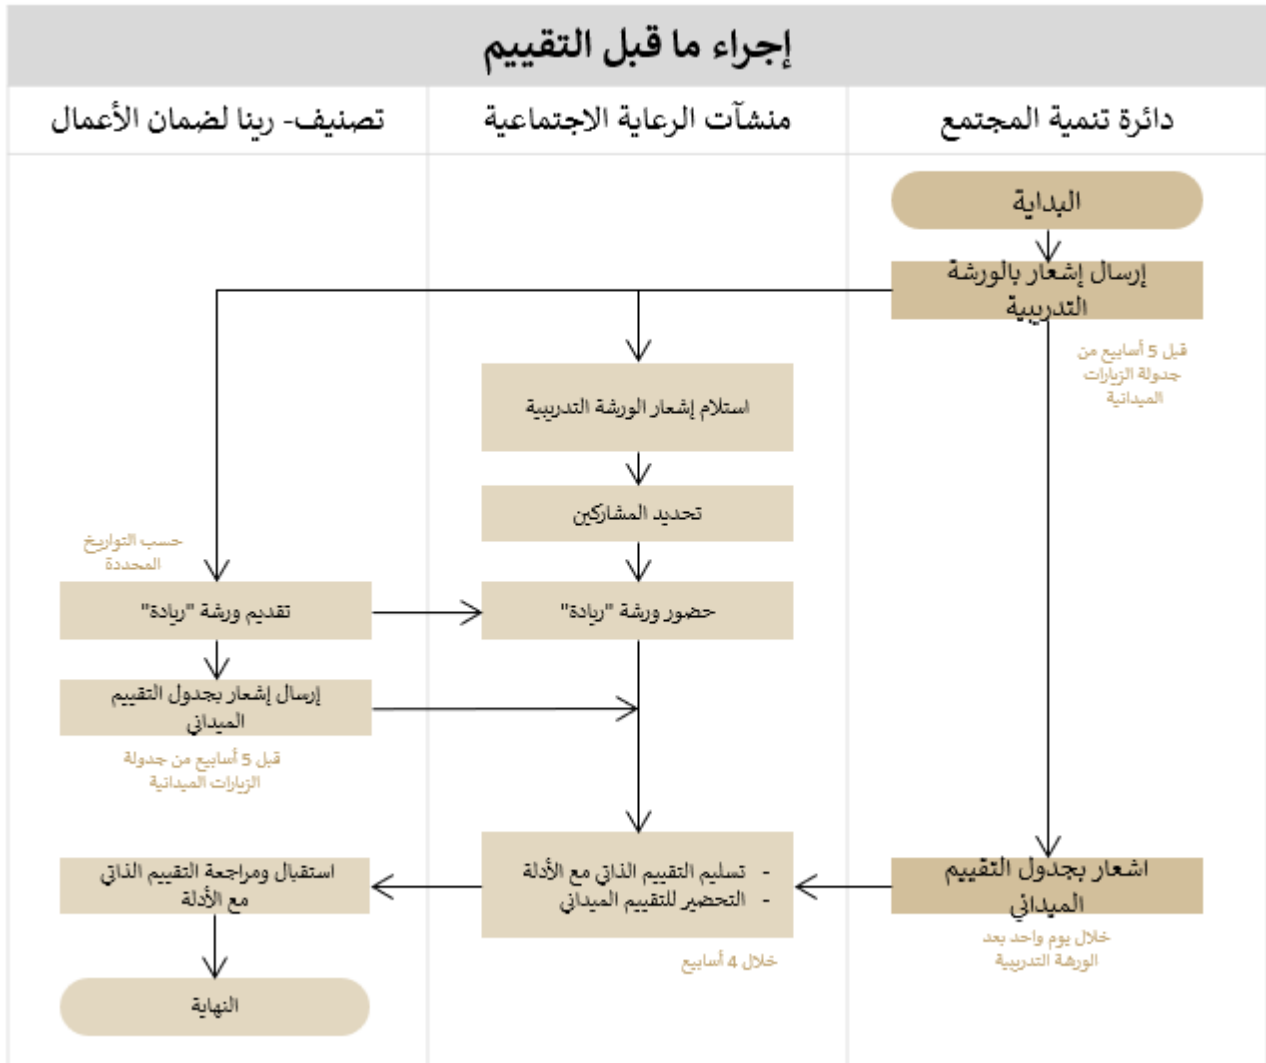 إجراء ما قبل التقييم
دائرة تنمية المجتمع
منشآت الرعاية الاجتماعية
تصنيف- رينا لضمان الأعمال
البداية
إرسال إشعار بالورشة
التدريبية
قبل 5 أسابيع من
جدولة الزيارات
الميدانية
استلام إشعار الورشة التدريبية
تحديد المشاركين
حسب التواريخ
المحددة
حضور ورشة "ريادة"
تقديم ورشة "ريادة"
إرسال إشعار بجدول التقييم
الميداني
قبل 5 أسابيع من جدولة
الزيارات الميدانية
اشعار بجدول التقييم
الميداني
خلال يوم واحد بعد
الورشة التدريبية
- تسليم التقييم الذاتي مع الأدلة
- التحضير للتقييم الميداني
خلال 4 أسابيع
استقبال ومراجعة التقييم الذاتي
مع الأدلة
النهاية